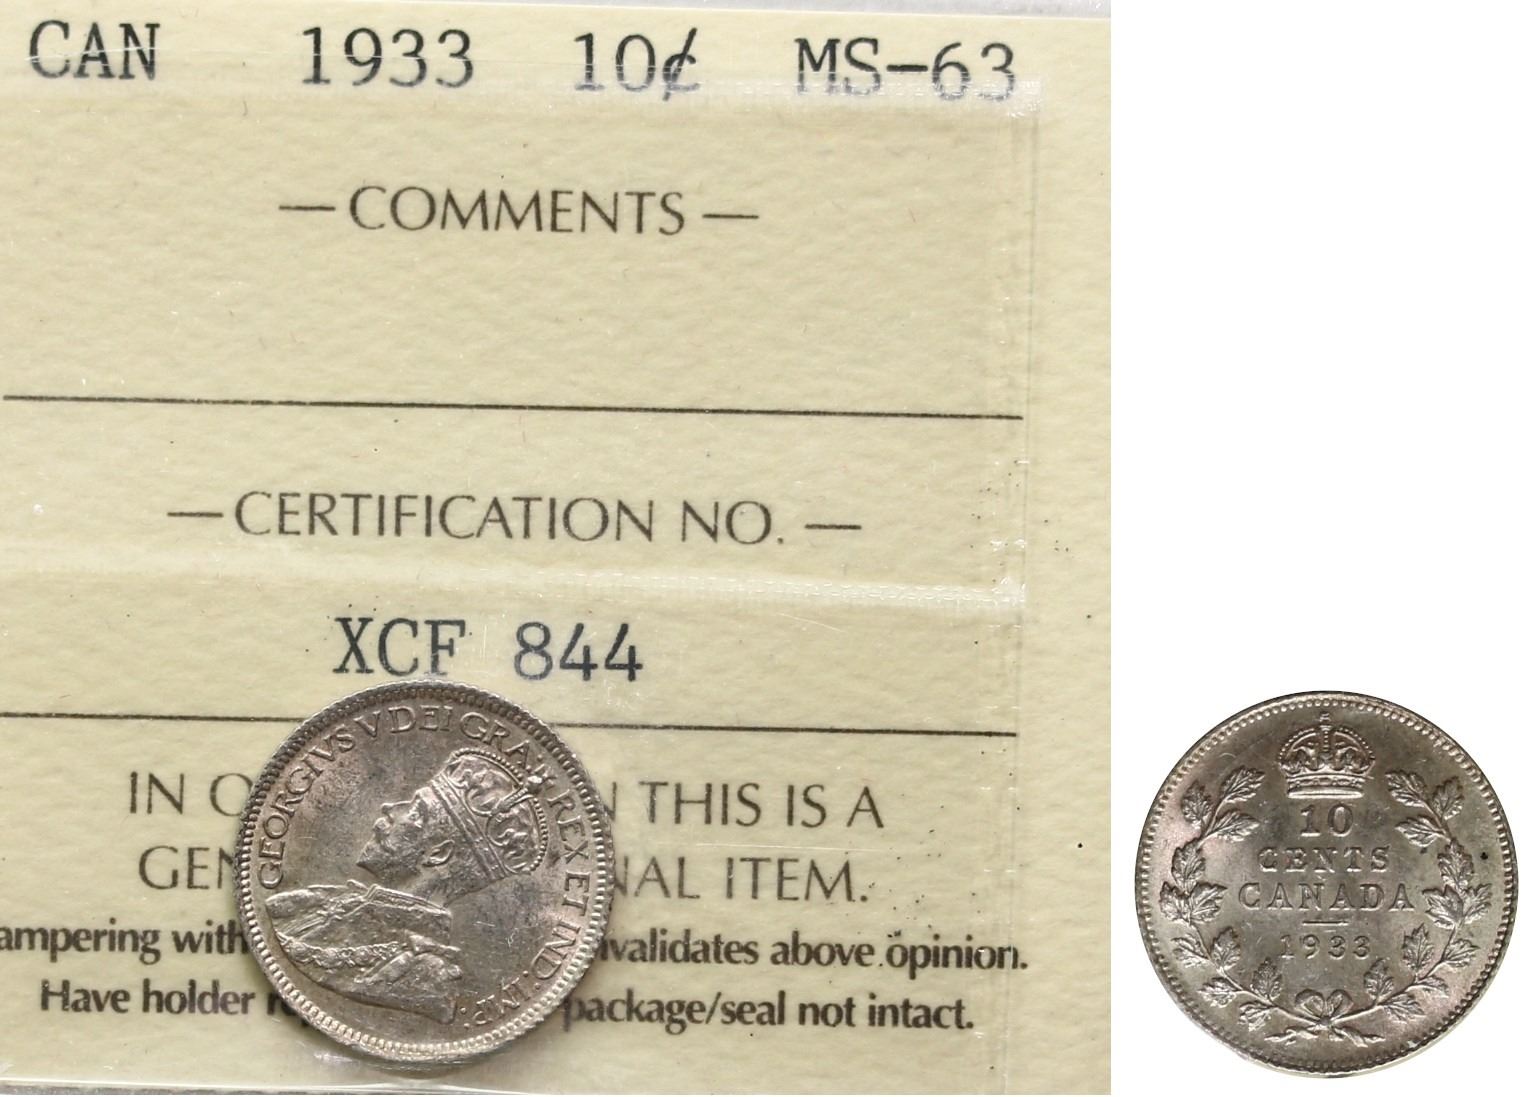 CAN 1933 10¢ MS-63
— COMMENTS —
— CERTIFICATION NO. —
XCF 844
IN O N THIS IS A
GEN NAL ITEM.
ampering with nvalidates above opinion.
Have holder package/seal not intact.
GEORGIVS V DEI GRA: REX ET IND: IMP:
10
CENTS
CANADA
1933